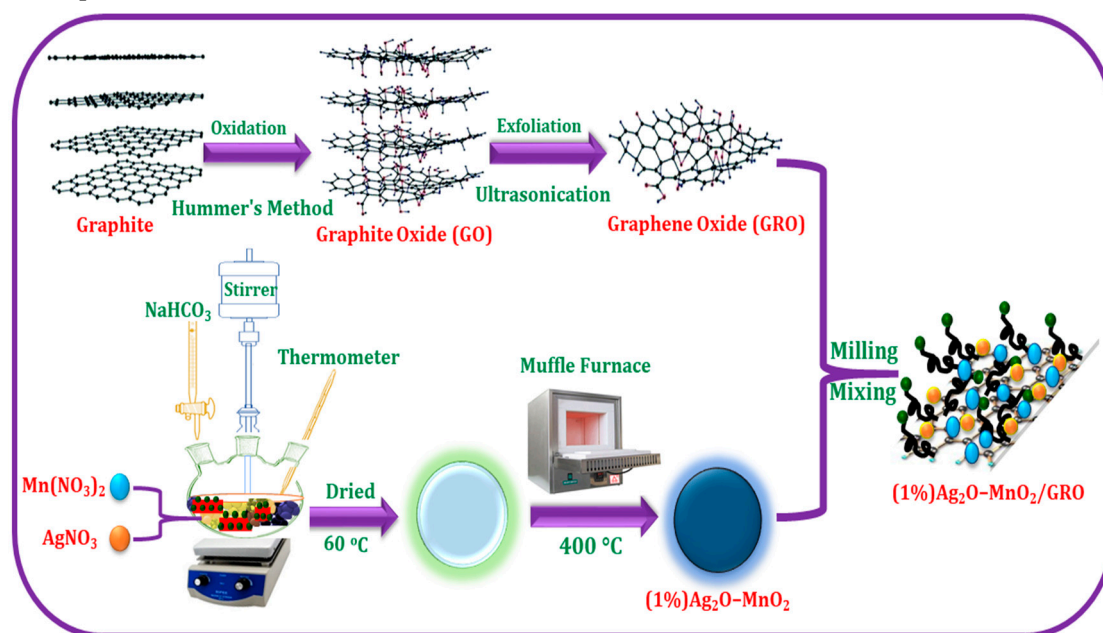 Oxidation
Hummer's Method
Graphite
Exfoliation
Ultrasonication
Graphite Oxide (GO)
Graphene Oxide (GRO)
NaHCO₃
Stirrer
Thermometer
Mn(NO₃)₂
AgNO₃
Dried
60 °C
Muffle Furnace
400 °C
(1%)Ag₂O–MnO₂
Milling
Mixing
(1%)Ag₂O–MnO₂/GRO